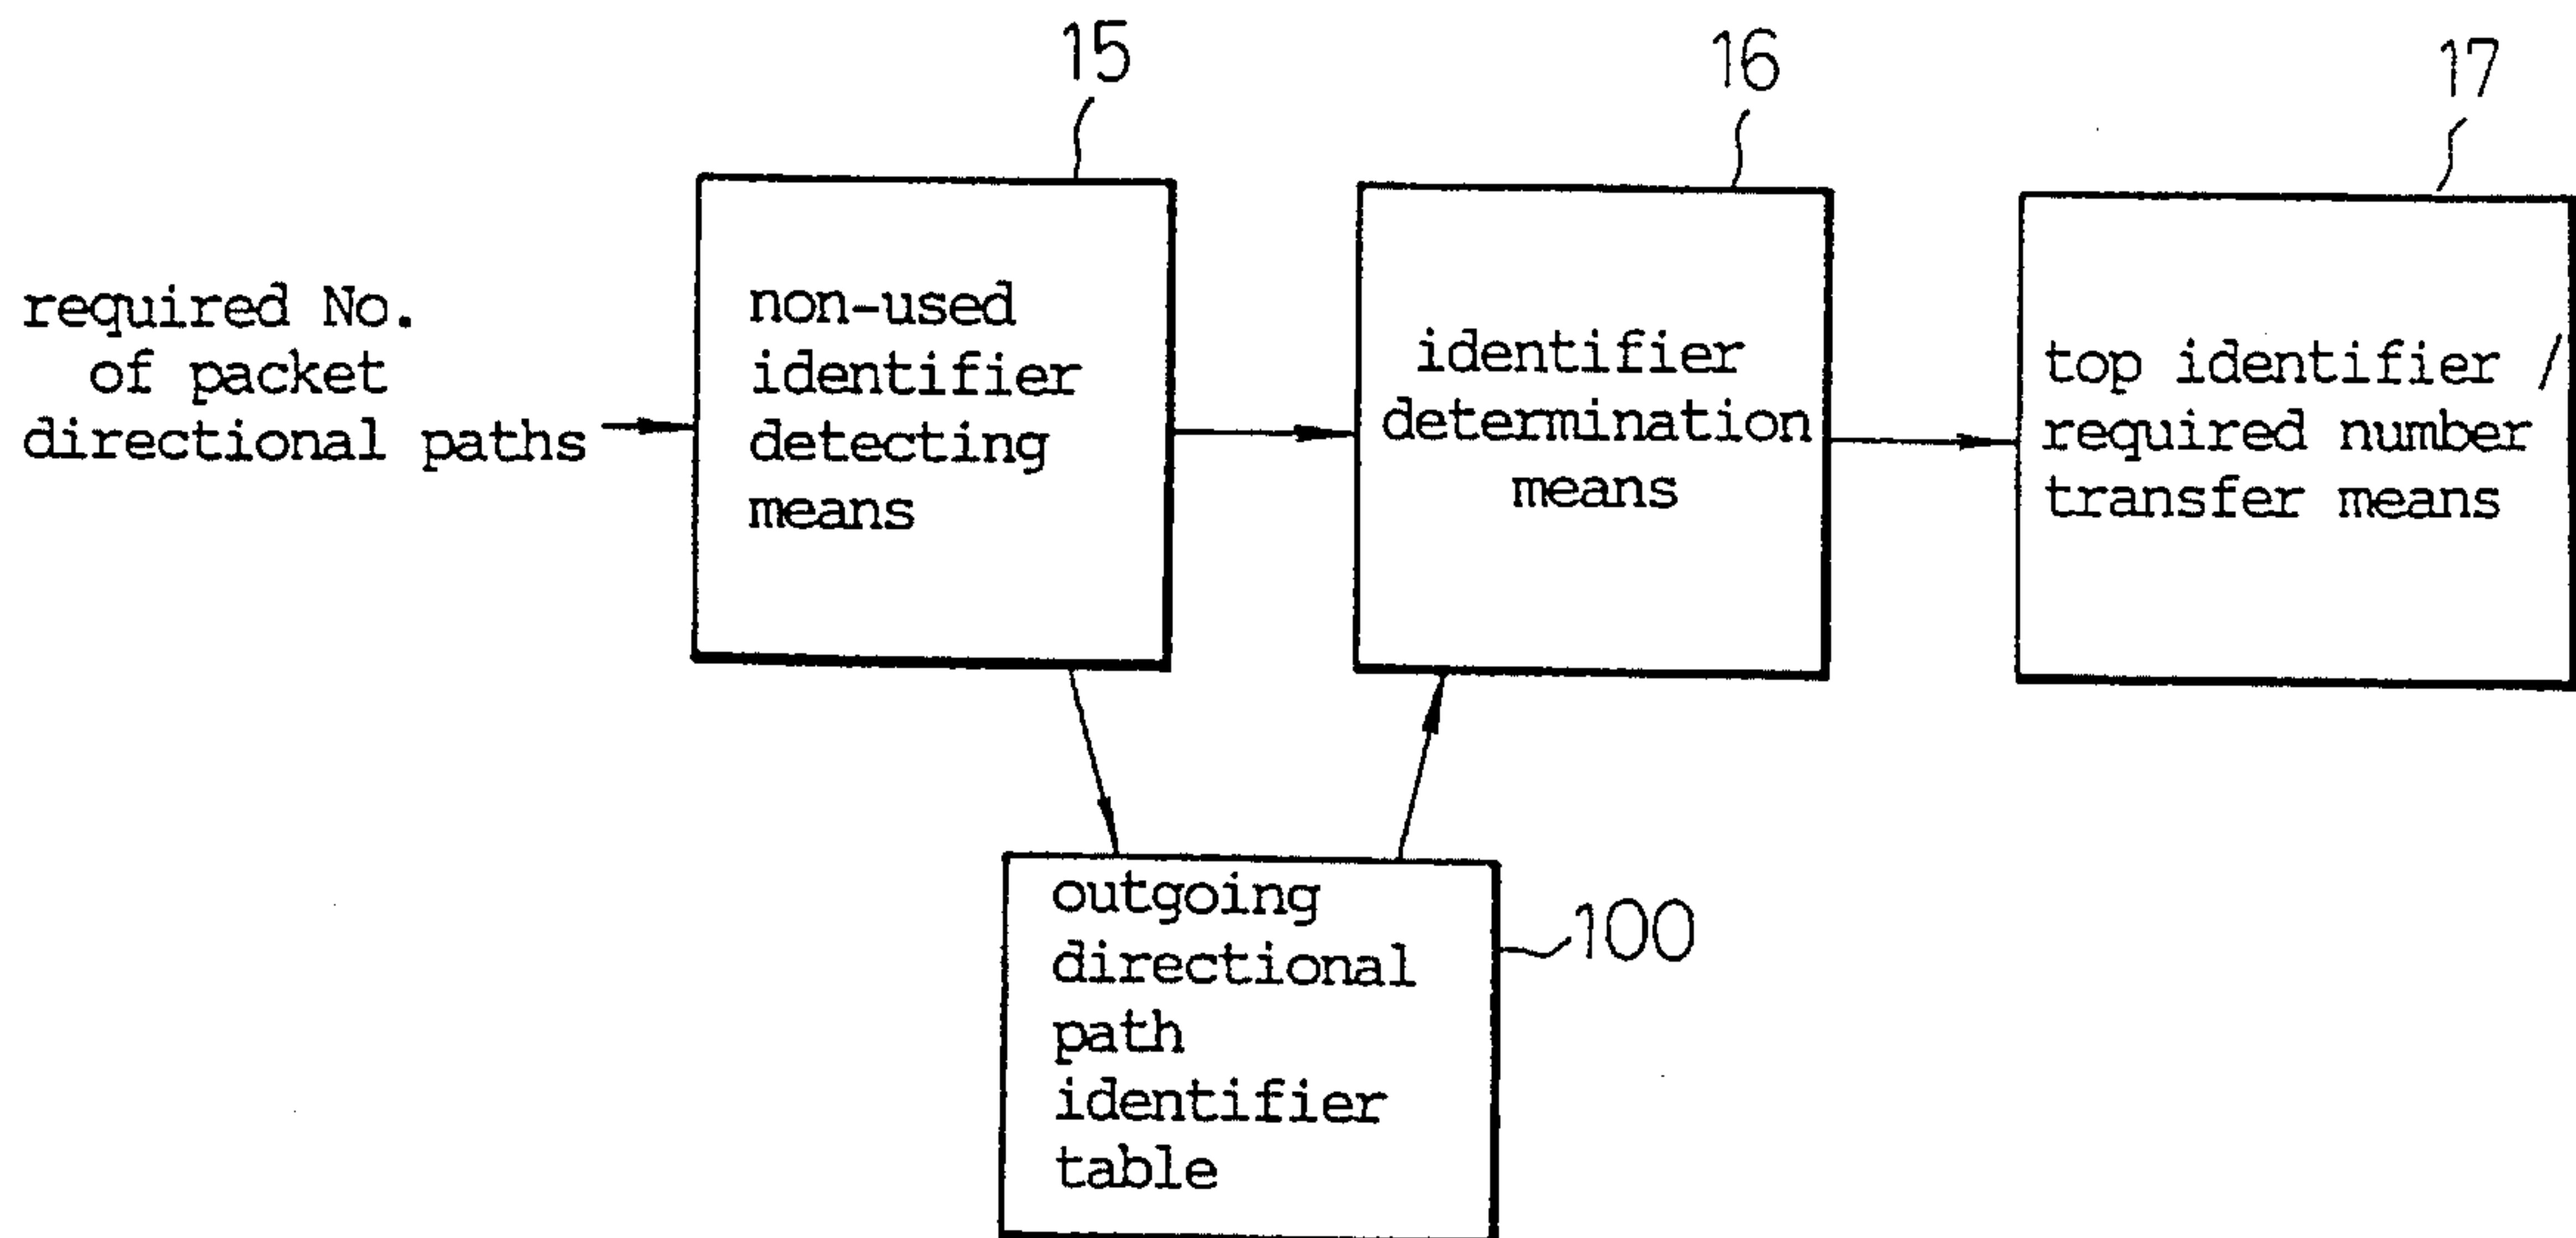 15
16
17
required No.
of packet
directional paths
non-used
identifier
detecting
means
identifier
determination
means
top identifier /
required number
transfer means
outgoing
directional
path
identifier
table
100